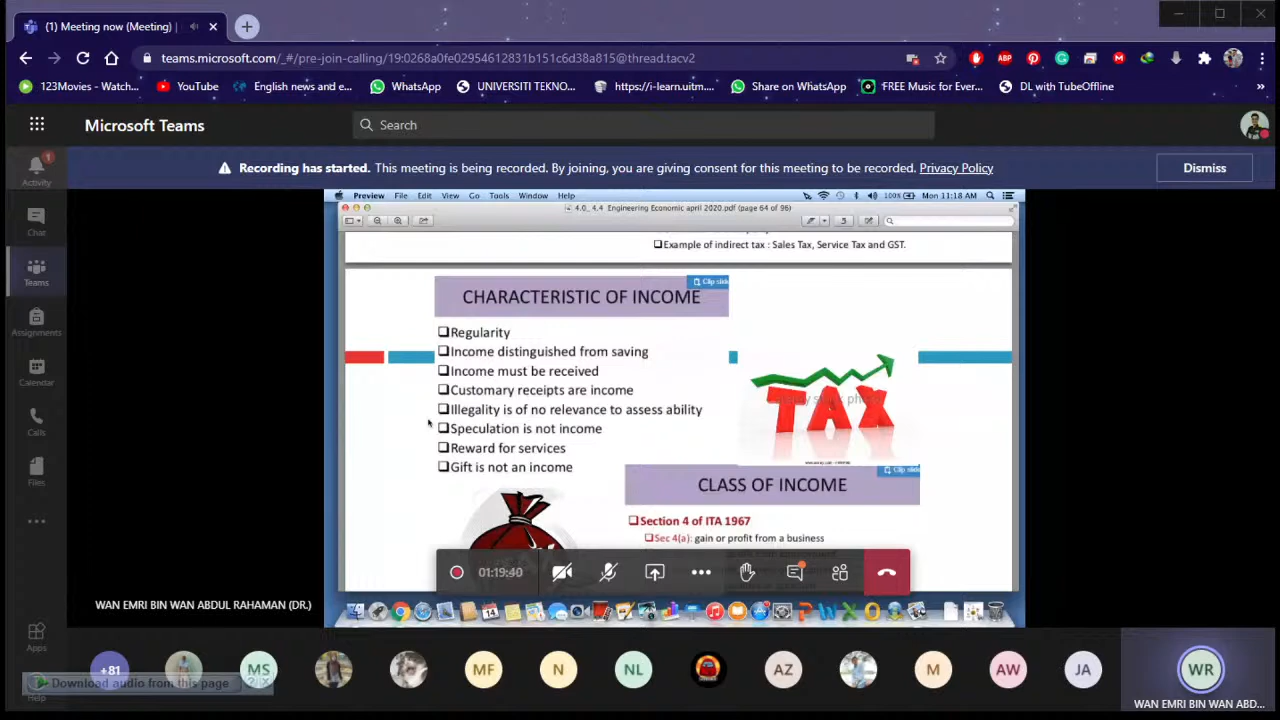 (1) Meeting now (Meeting) |
teams.microsoft.com/_#/pre-join-calling/19:0268a0fe02954612831b151c6d38a815@thread.tacv2
123Movies - Watch...
YouTube
English news and e...
WhatsApp
UNIVERSITI TEKNO...
https://i-learn.uitm....
Share on WhatsApp
FREE Music for Ever...
DL with TubeOffline
»
Microsoft Teams
Search
Recording has started. This meeting is being recorded. By joining, you are giving consent for this meeting to be recorded. Privacy Policy
Dismiss
1
Activity
Chat
Teams
Assignments
Calendar
Calls
Files
Apps
Help
Preview File Edit View Go Tools Window Help
100% Mon 11:18 AM
4.0_ 4.4 Engineering Economic april 2020.pdf (page 64 of 96)
Example of indirect tax : Sales Tax, Service Tax and GST.
Clip slide
CHARACTERISTIC OF INCOME
Regularity
Income distinguished from saving
Income must be received
Customary receipts are income
Illegality is of no relevance to assess ability
Speculation is not income
Reward for services
Gift is not an income
TAX
Clip slide
CLASS OF INCOME
Section 4 of ITA 1967
Sec 4(a): gain or profit from a business
01:19:40
WAN EMRI BIN WAN ABDUL RAHAMAN (DR.)
+81
MS
MF
N
NL
AZ
M
AW
JA
WR
Download audio from this page
WAN EMRI BIN WAN ABD...